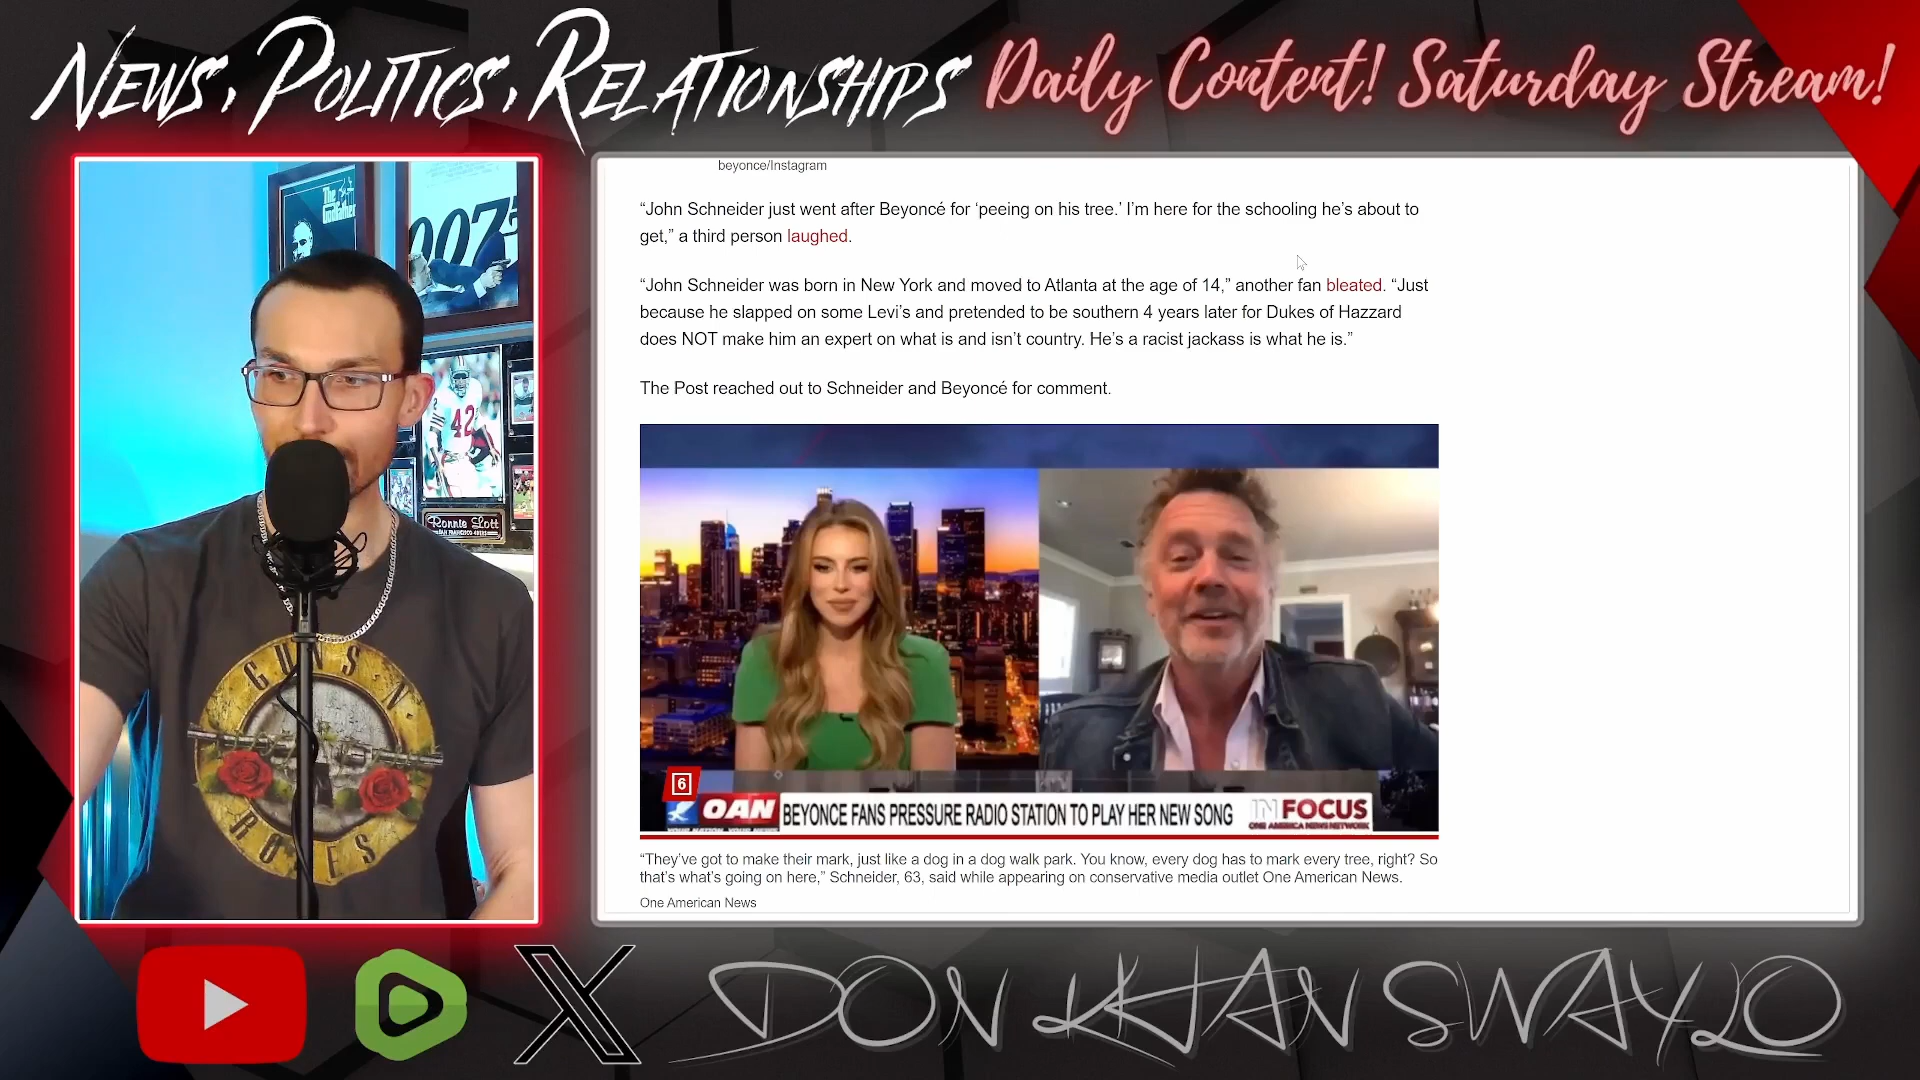 NEWS, POLITICS, RELATIONSHIPS
Daily Content! Saturday Stream!
The Godfather
007
42
Ronnie Lott
SAN FRANCISCO 49ERS
GUNS N'
ROSES
beyonce/Instagram
“John Schneider just went after Beyoncé for ‘peeing on his tree.’ I’m here for the schooling he’s about to
get,” a third person laughed.
“John Schneider was born in New York and moved to Atlanta at the age of 14,” another fan bleated. “Just
because he slapped on some Levi’s and pretended to be southern 4 years later for Dukes of Hazzard
does NOT make him an expert on what is and isn’t country. He’s a racist jackass is what he is.”
The Post reached out to Schneider and Beyoncé for comment.
6
OAN BEYONCE FANS PRESSURE RADIO STATION TO PLAY HER NEW SONG IN FOCUS
ONE AMERICA NEWS NETWORK
“They’ve got to make their mark, just like a dog in a dog walk park. You know, every dog has to mark every tree, right? So
that’s what’s going on here,” Schneider, 63, said while appearing on conservative media outlet One American News.
One American News
DON KHAN SWAYLO